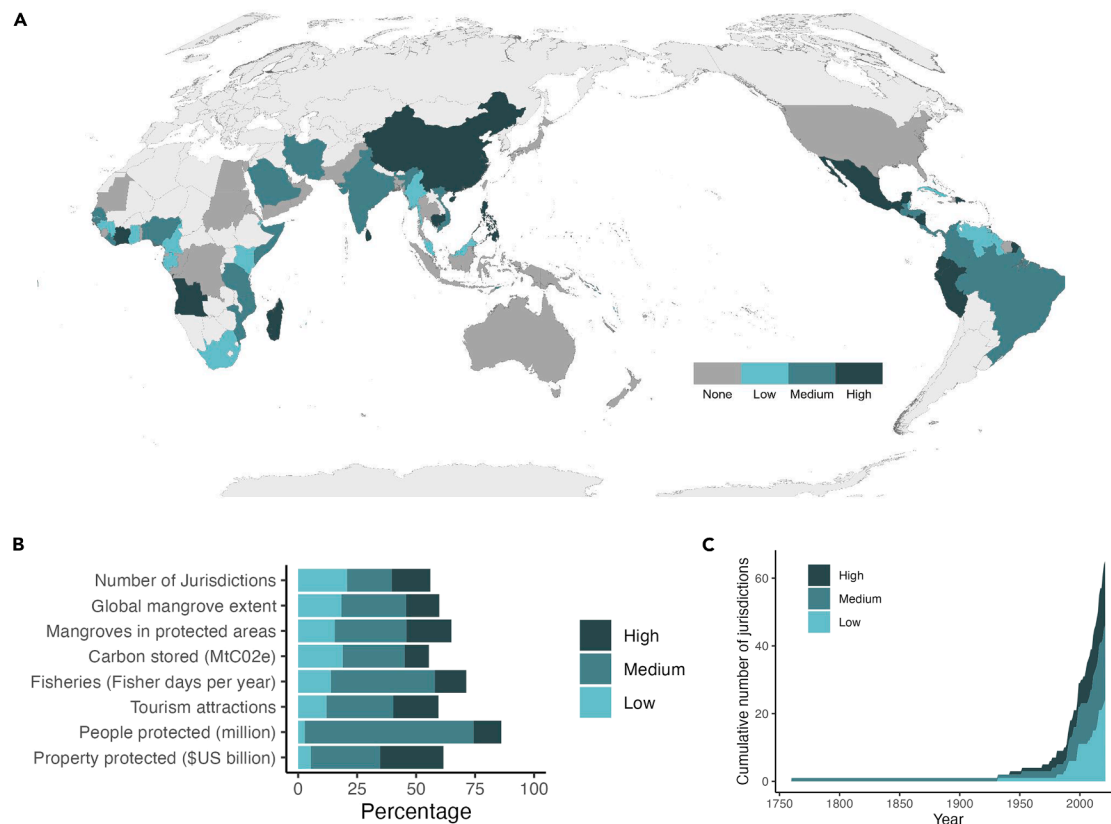 A
None Low Medium High
B
Number of Jurisdictions
Global mangrove extent
Mangroves in protected areas
Carbon stored (MtC02e)
Fisheries (Fisher days per year)
Tourism attractions
People protected (million)
Property protected ($US billion)
0 25 50 75 100
Percentage
High
Medium
Low
C
Cumulative number of jurisdictions
60
40
20
0
High
Medium
Low
1750 1800 1850 1900 1950 2000
Year